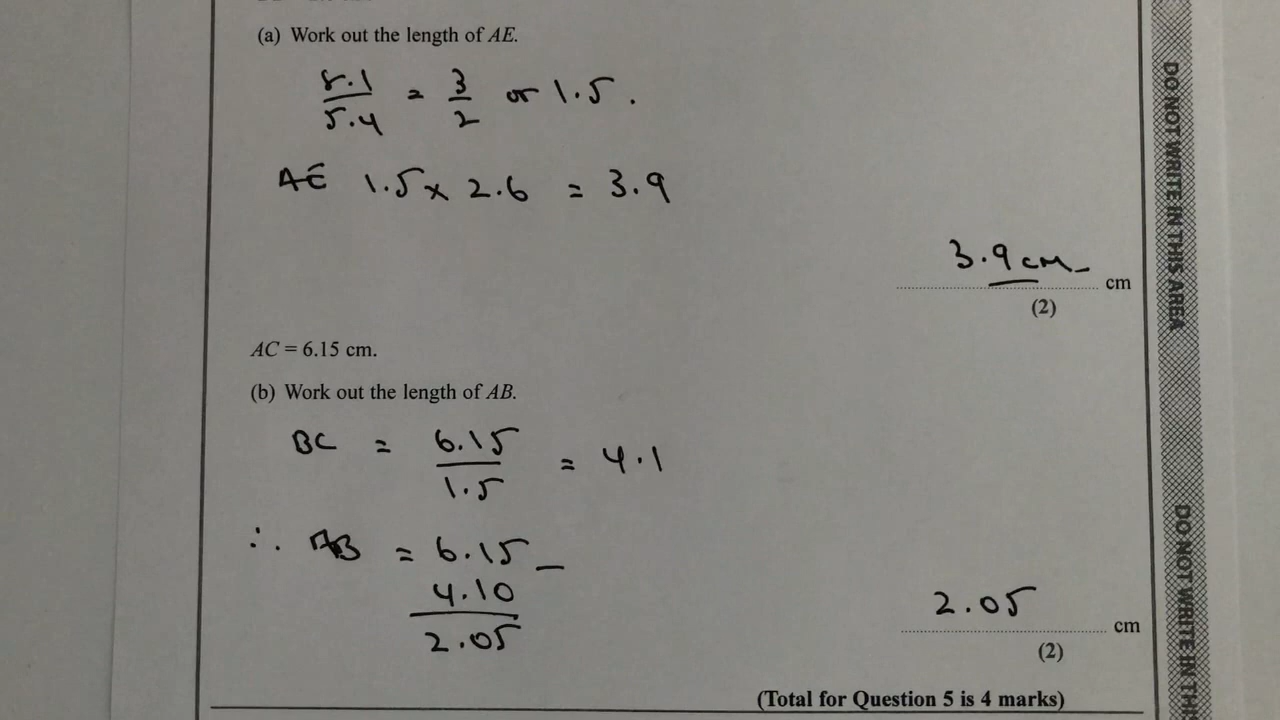 (a) Work out the length of AE.
8.1/5.4 = 3/2 or 1.5.
AE 1.5 × 2.6 = 3.9
3.9 cm
cm
(2)
AC = 6.15 cm.
(b) Work out the length of AB.
BC = 6.15/1.5 = 4.1
∴ AB = 6.15 –
4.10
2.05
2.05
cm
(2)
(Total for Question 5 is 4 marks)
DO NOT WRITE IN THIS AREA
DO NOT WRITE IN TH